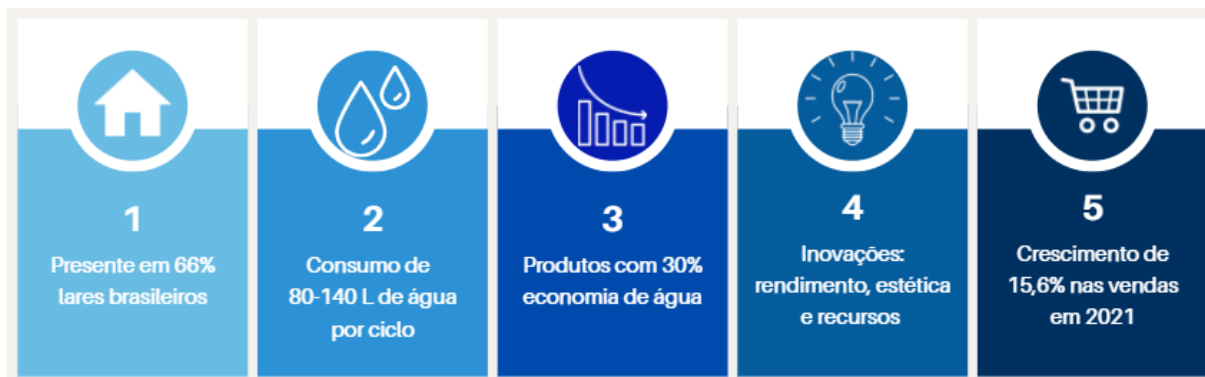 1
Presente em 66%
lares brasileiros
2
Consumo de
80-140 L de água
por ciclo
3
Produtos com 30%
economia de água
4
Inovações:
rendimento, estética
e recursos
5
Crescimento de
15,6% nas vendas
em 2021